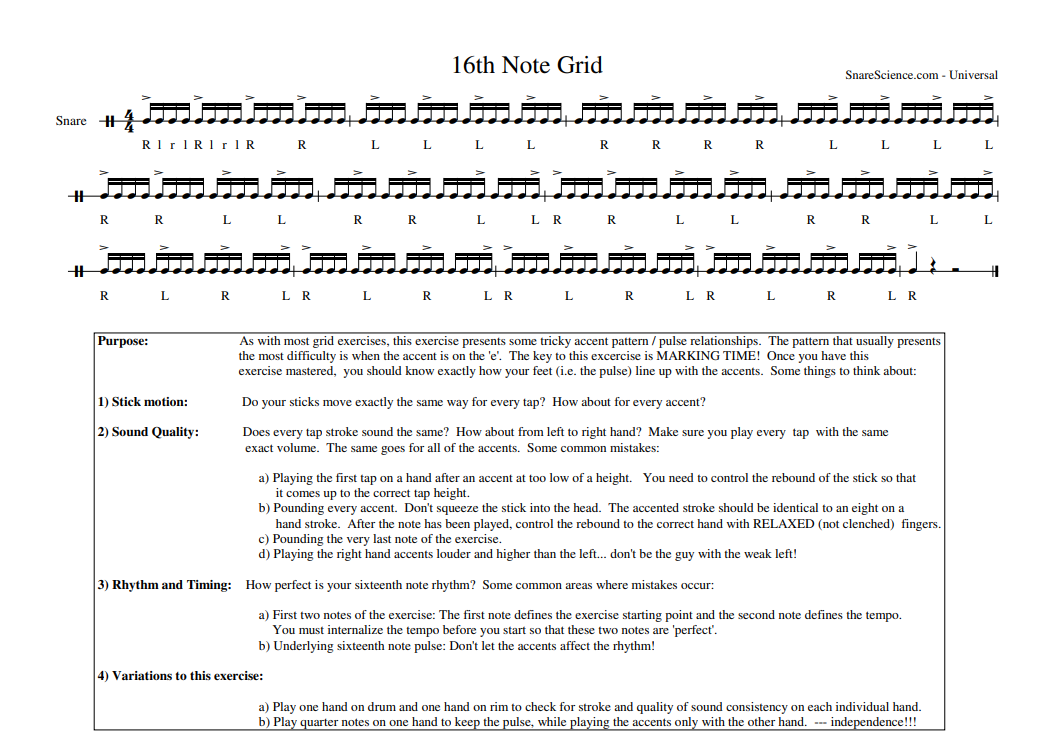 16th Note Grid
SnareScience.com - Universal
Snare
4
4
R l r l R l r l R R L L L L R R R R L L L L
R R L L R R L L R R L L R R L L
R L R L R L R L R L R L R L R L R
Purpose: As with most grid exercises, this exercise presents some tricky accent pattern / pulse relationships. The pattern that usually presents
the most difficulty is when the accent is on the 'e'. The key to this excercise is MARKING TIME! Once you have this
exercise mastered, you should know exactly how your feet (i.e. the pulse) line up with the accents. Some things to think about:
1) Stick motion: Do your sticks move exactly the same way for every tap? How about for every accent?
2) Sound Quality: Does every tap stroke sound the same? How about from left to right hand? Make sure you play every tap with the same
exact volume. The same goes for all of the accents. Some common mistakes:
a) Playing the first tap on a hand after an accent at too low of a height. You need to control the rebound of the stick so that
it comes up to the correct tap height.
b) Pounding every accent. Don't squeeze the stick into the head. The accented stroke should be identical to an eight on a
hand stroke. After the note has been played, control the rebound to the correct hand with RELAXED (not clenched) fingers.
c) Pounding the very last note of the exercise.
d) Playing the right hand accents louder and higher than the left... don't be the guy with the weak left!
3) Rhythm and Timing: How perfect is your sixteenth note rhythm? Some common areas where mistakes occur:
a) First two notes of the exercise: The first note defines the exercise starting point and the second note defines the tempo.
You must internalize the tempo before you start so that these two notes are 'perfect'.
b) Underlying sixteenth note pulse: Don't let the accents affect the rhythm!
4) Variations to this exercise:
a) Play one hand on drum and one hand on rim to check for stroke and quality of sound consistency on each individual hand.
b) Play quarter notes on one hand to keep the pulse, while playing the accents only with the other hand. --- independence!!!